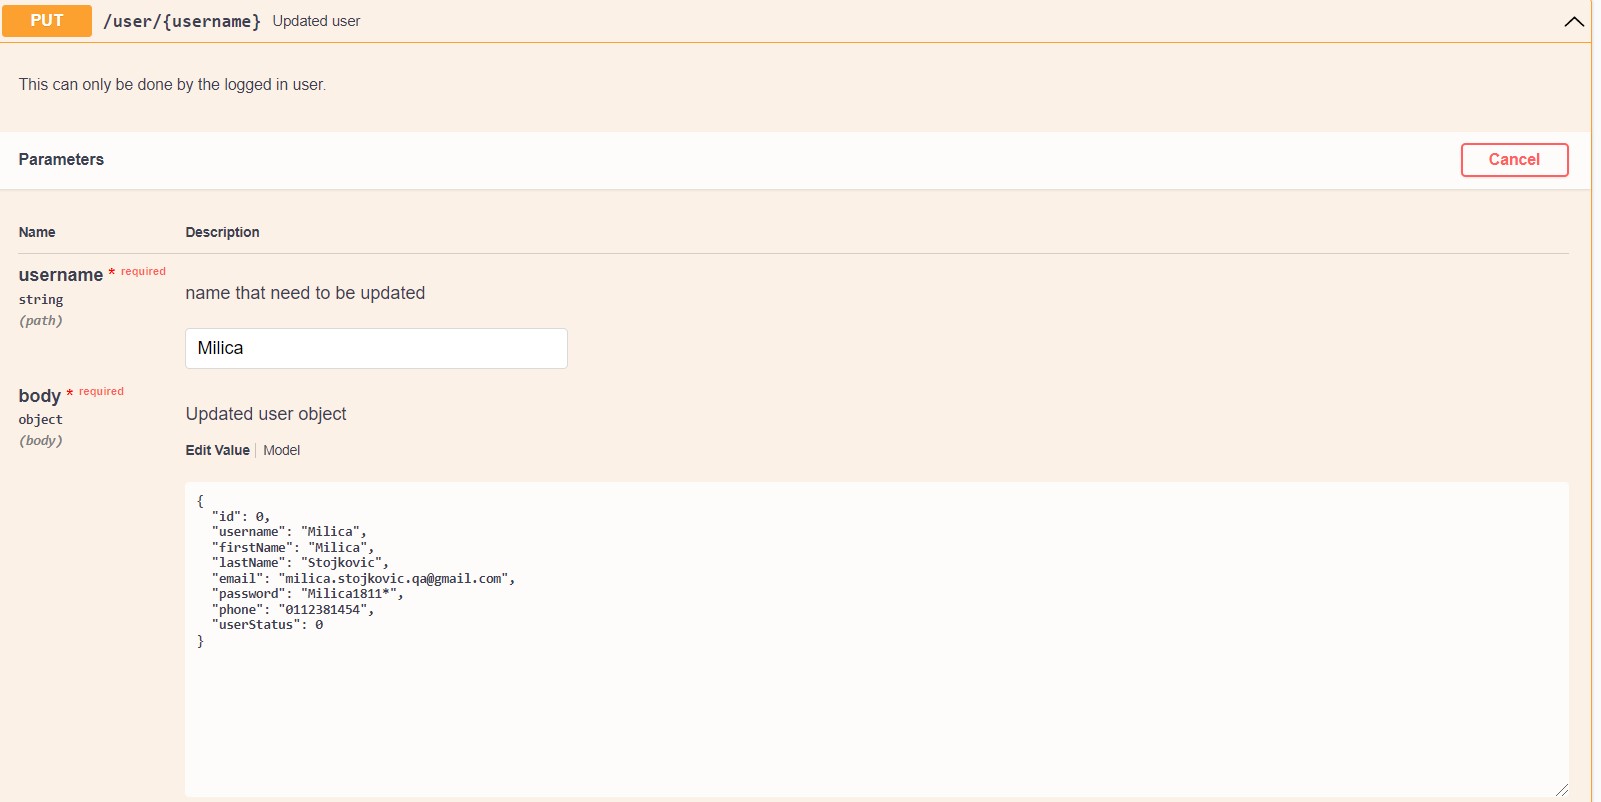 PUT /user/{username} Updated user
This can only be done by the logged in user.
Parameters Cancel
Name Description
username * required
string
(path)
name that need to be updated
Milica
body * required
object
(body)
Updated user object
Edit Value Model
{
"id": 0,
"username": "Milica",
"firstName": "Milica",
"lastName": "Stojkovic",
"email": "milica.stojkovic.qa@gmail.com",
"password": "Milica1811*",
"phone": "0112381454",
"userStatus": 0
}